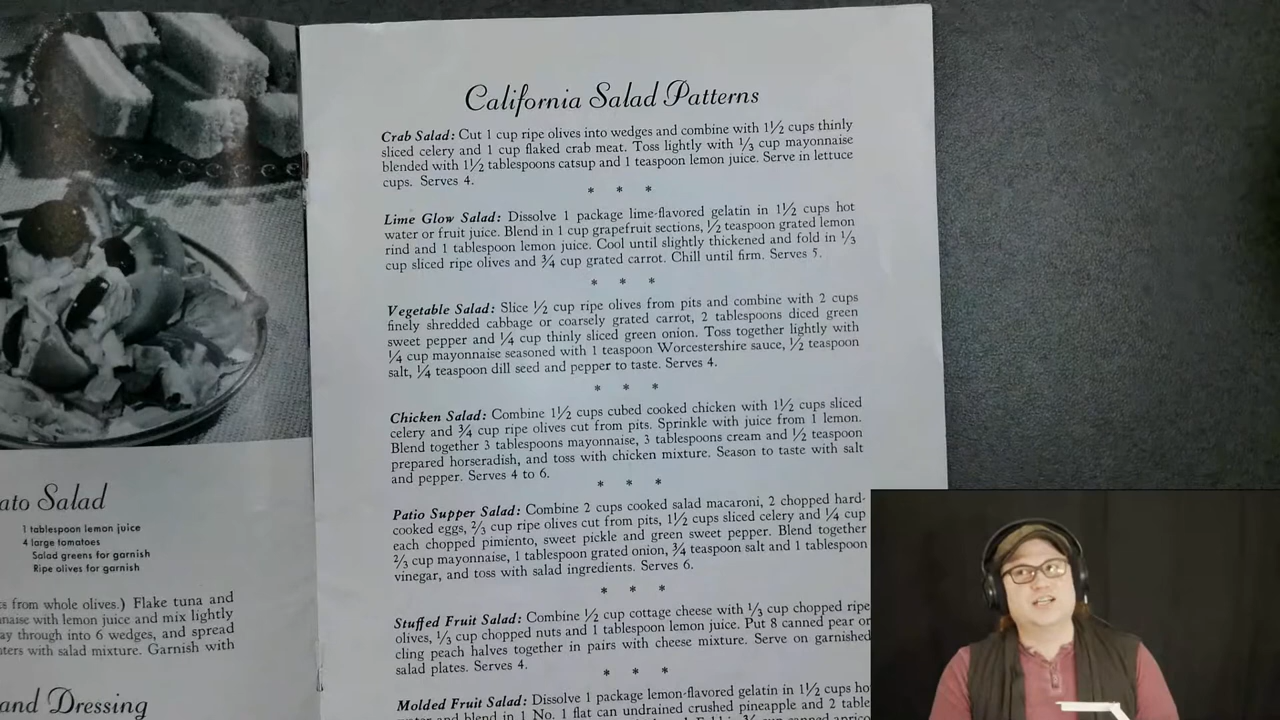 ato Salad
1 tablespoon lemon juice
4 large tomatoes
Salad greens for garnish
Ripe olives for garnish
s from whole olives.) Flake tuna and
naise with lemon juice and mix lightly
ay through into 6 wedges, and spread
ters with salad mixture. Garnish with
and Dressing
California Salad Patterns
Crab Salad: Cut 1 cup ripe olives into wedges and combine with 1½ cups thinly
sliced celery and 1 cup flaked crab meat. Toss lightly with ⅓ cup mayonnaise
blended with 1½ tablespoons catsup and 1 teaspoon lemon juice. Serve in lettuce
cups. Serves 4.
* * *
Lime Glow Salad: Dissolve 1 package lime-flavored gelatin in 1½ cups hot
water or fruit juice. Blend in 1 cup grapefruit sections, ½ teaspoon grated lemon
rind and 1 tablespoon lemon juice. Cool until slightly thickened and fold in ⅓
cup sliced ripe olives and ¾ cup grated carrot. Chill until firm. Serves 5.
* * *
Vegetable Salad: Slice ½ cup ripe olives from pits and combine with 2 cups
finely shredded cabbage or coarsely grated carrot, 2 tablespoons diced green
sweet pepper and ¼ cup thinly sliced green onion. Toss together lightly with
¼ cup mayonnaise seasoned with 1 teaspoon Worcestershire sauce, ½ teaspoon
salt, ¼ teaspoon dill seed and pepper to taste. Serves 4.
* * *
Chicken Salad: Combine 1½ cups cubed cooked chicken with 1½ cups sliced
celery and ¾ cup ripe olives cut from pits. Sprinkle with juice from 1 lemon.
Blend together 3 tablespoons mayonnaise, 3 tablespoons cream and ½ teaspoon
prepared horseradish, and toss with chicken mixture. Season to taste with salt
and pepper. Serves 4 to 6.
* * *
Patio Supper Salad: Combine 2 cups cooked salad macaroni, 2 chopped hard-
cooked eggs, ⅔ cup ripe olives cut from pits, 1½ cups sliced celery and ¼ cup
each chopped pimiento, sweet pickle and green sweet pepper. Blend together
⅔ cup mayonnaise, 1 tablespoon grated onion, ¾ teaspoon salt and 1 tablespoon
vinegar, and toss with salad ingredients. Serves 6.
* * *
Stuffed Fruit Salad: Combine ½ cup cottage cheese with ⅓ cup chopped ripe
olives, ⅓ cup chopped nuts and 1 tablespoon lemon juice. Put 8 canned pear or
cling peach halves together in pairs with cheese mixture. Serve on garnished
salad plates. Serves 4.
* * *
Molded Fruit Salad: Dissolve 1 package lemon-flavored gelatin in 1½ cups ho
and blend in 1 No. 1 flat can undrained crushed pineapple and 2 table